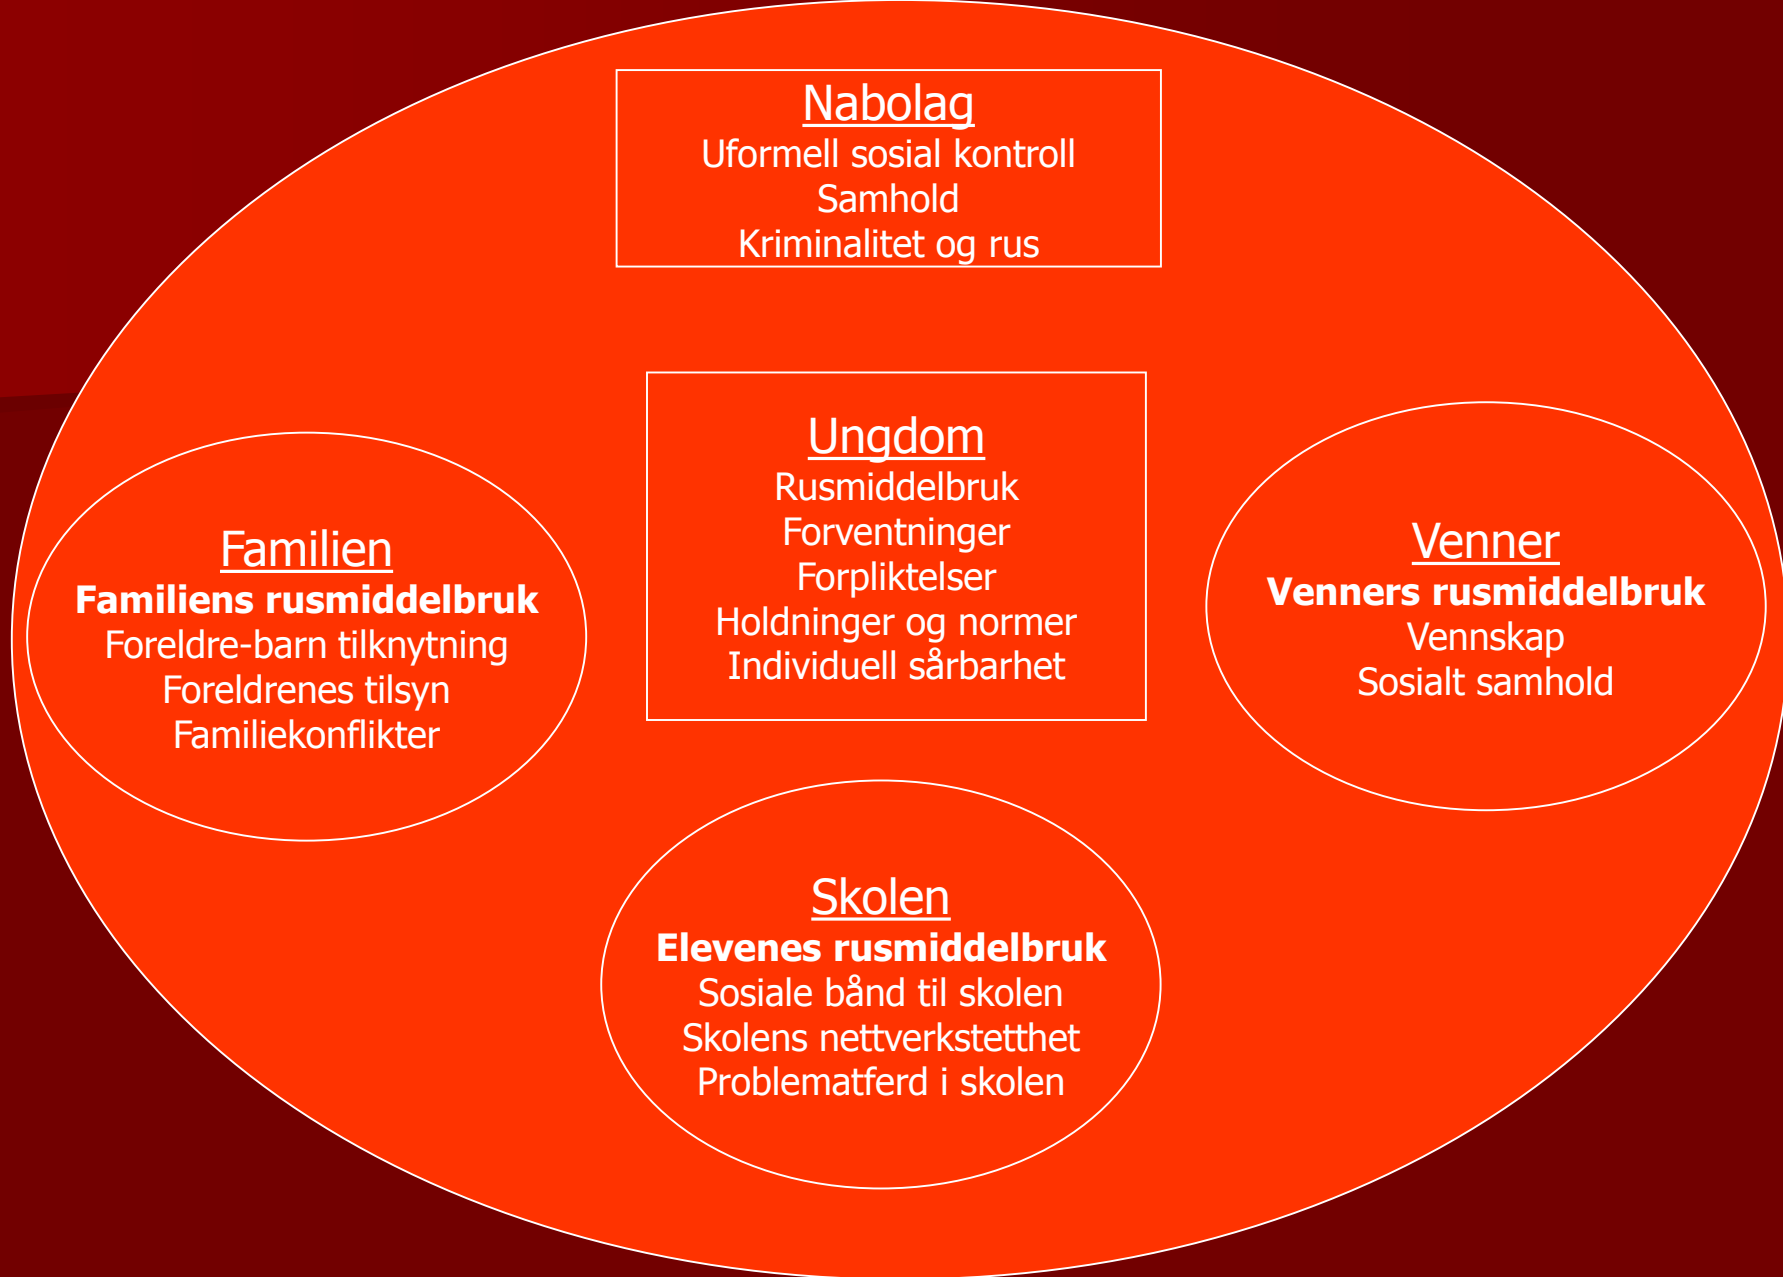 Nabolag
Uformell sosial kontroll
Samhold
Kriminalitet og rus
Ungdom
Rusmiddelbruk
Forventninger
Forpliktelser
Holdninger og normer
Individuell sårbarhet
Familien
Familiens rusmiddelbruk
Foreldre-barn tilknytning
Foreldrenes tilsyn
Familiekonflikter
Venner
Venners rusmiddelbruk
Vennskap
Sosialt samhold
Skolen
Elevenes rusmiddelbruk
Sosiale bånd til skolen
Skolens nettverkstetthet
Problematferd i skolen